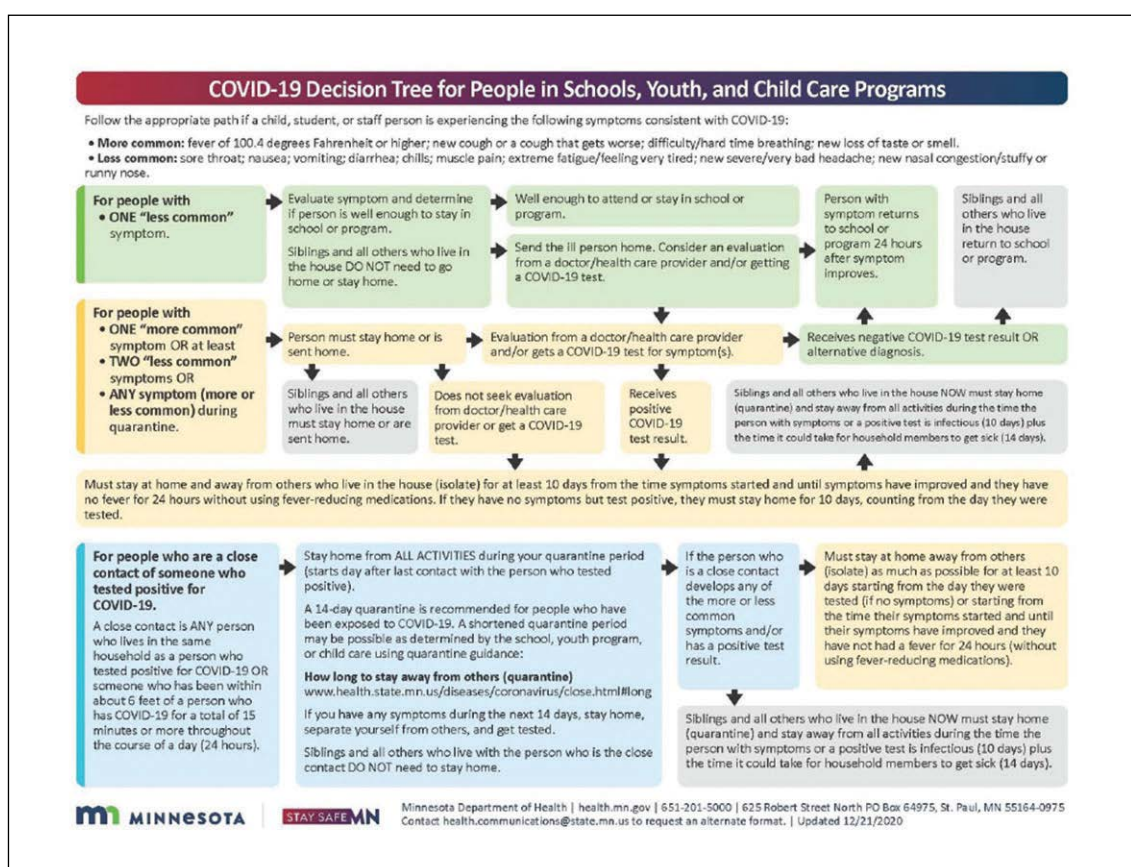 COVID-19 Decision Tree for People in Schools, Youth, and Child Care Programs
Follow the appropriate path if a child, student, or staff person is experiencing the following symptoms consistent with COVID-19:
• More common: fever of 100.4 degrees Fahrenheit or higher; new cough or a cough that gets worse; difficulty/hard time breathing; new loss of taste or smell.
• Less common: sore throat; nausea; vomiting; diarrhea; chills; muscle pain; extreme fatigue/feeling very tired; new severe/very bad headache; new nasal congestion/stuffy or
runny nose.
For people with
• ONE “less common”
symptom.
Evaluate symptom and determine
if person is well enough to stay in
school or program.
Siblings and all others who live in
the house DO NOT need to go
home or stay home.
Well enough to attend or stay in school or
program.
Send the ill person home. Consider an evaluation
from a doctor/health care provider and/or getting
a COVID-19 test.
Person with
symptom returns
to school or
program 24 hours
after symptom
improves.
Siblings and all
others who live in
the house
return to school
or program.
For people with
• ONE “more common”
symptom OR at least
• TWO “less common”
symptoms OR
• ANY symptom (more or
less common) during
quarantine.
Person must stay home or is
sent home.
Evaluation from a doctor/health care provider
and/or gets a COVID-19 test for symptom(s).
Receives negative COVID-19 test result OR
alternative diagnosis.
Siblings and all others
who live in the house
must stay home or are
sent home.
Does not seek evaluation
from doctor/health care
provider or get a COVID-19
test.
Receives
positive
COVID-19
test result.
Siblings and all others who live in the house NOW must stay home
(quarantine) and stay away from all activities during the time the
person with symptoms or a positive test is infectious (10 days) plus
the time it could take for household members to get sick (14 days).
Must stay at home and away from others who live in the house (isolate) for at least 10 days from the time symptoms started and until symptoms have improved and they have
no fever for 24 hours without using fever-reducing medications. If they have no symptoms but test positive, they must stay home for 10 days, counting from the day they were
tested.
For people who are a close
contact of someone who
tested positive for
COVID-19.
A close contact is ANY person
who lives in the same
household as a person who
tested positive for COVID-19 OR
someone who has been within
about 6 feet of a person who
has COVID-19 for a total of 15
minutes or more throughout
the course of a day (24 hours).
Stay home from ALL ACTIVITIES during your quarantine period
(starts day after last contact with the person who tested
positive).
A 14-day quarantine is recommended for people who have
been exposed to COVID-19. A shortened quarantine period
may be possible as determined by the school, youth program,
or child care using quarantine guidance:
How long to stay away from others (quarantine)
www.health.state.mn.us/diseases/coronavirus/close.html#long
If you have any symptoms during the next 14 days, stay home,
separate yourself from others, and get tested.
Siblings and all others who live with the person who is the close
contact DO NOT need to stay home.
If the person who
is a close contact
develops any of
the more or less
common
symptoms and/or
has a positive test
result.
Must stay at home away from others
(isolate) as much as possible for at least 10
days starting from the day they were
tested (if no symptoms) or starting from
the time their symptoms started and until
their symptoms have improved and they
have not had a fever for 24 hours (without
using fever-reducing medications).
Siblings and all others who live in the house NOW must stay home
(quarantine) and stay away from all activities during the time the
person with symptoms or a positive test is infectious (10 days) plus
the time it could take for household members to get sick (14 days).
mn MINNESOTA
STAY SAFE MN
Minnesota Department of Health | health.mn.gov | 651-201-5000 | 625 Robert Street North PO Box 64975, St. Paul, MN 55164-0975
Contact health.communications@state.mn.us to request an alternate format. | Updated 12/21/2020